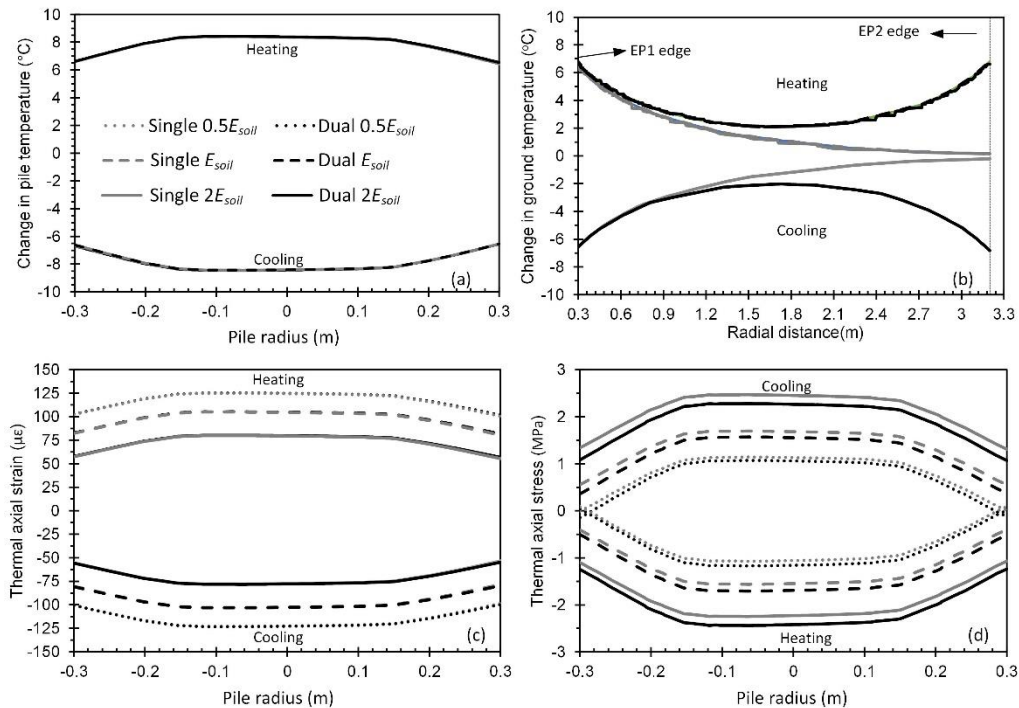 Change in pile temperature (°C)
10
8
6
4
2
0
-2
-4
-6
-8
-10
Heating
Single 0.5Esoil
Dual 0.5Esoil
Single Esoil
Dual Esoil
Single 2Esoil
Dual 2Esoil
Cooling
(a)
-0.3 -0.2 -0.1 0 0.1 0.2 0.3
Pile radius (m)
Change in ground temperature (°C)
10
8
6
4
2
0
-2
-4
-6
-8
-10
EP1 edge
EP2 edge
Heating
Cooling
(b)
0.3 0.6 0.9 1.2 1.5 1.8 2.1 2.4 2.7 3 3.3
Radial distance(m)
Thermal axial strain (με)
150
125
100
75
50
25
0
-25
-50
-75
-100
-125
-150
Heating
Cooling
(c)
-0.3 -0.2 -0.1 0 0.1 0.2 0.3
Pile radius (m)
Thermal axial stress (MPa)
3
2
1
0
-1
-2
-3
Cooling
Heating
(d)
-0.3 -0.2 -0.1 0 0.1 0.2 0.3
Pile radius (m)